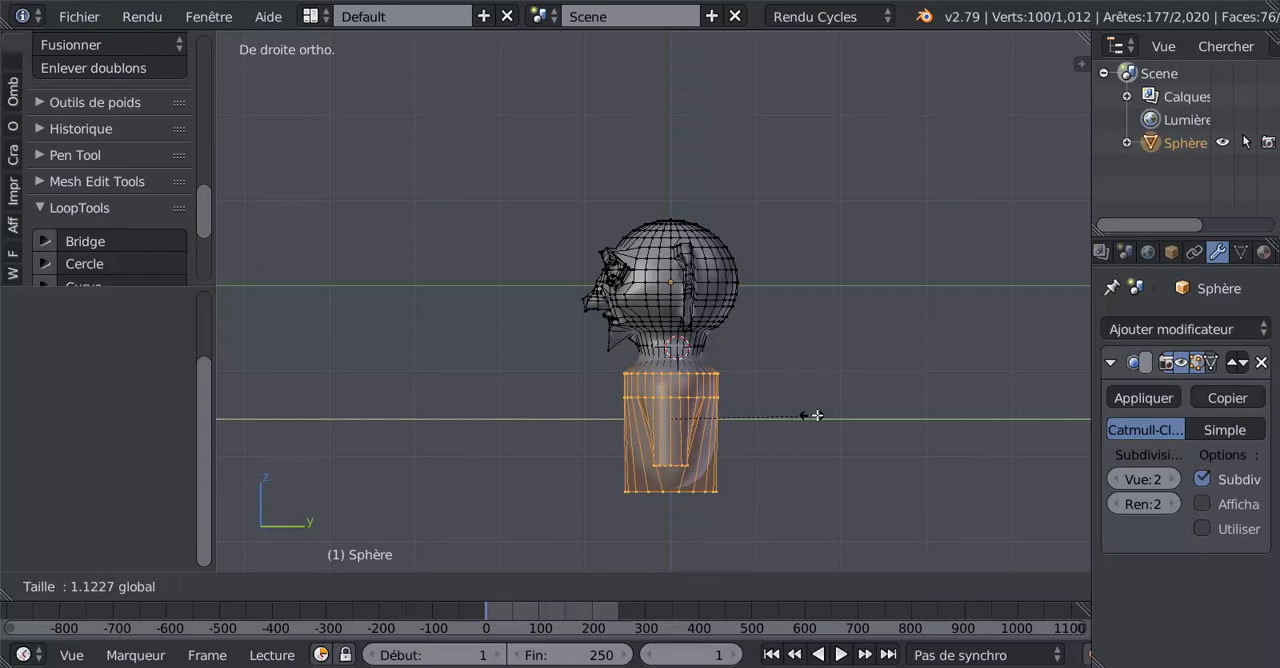 Fichier Rendu Fenêtre Aide Default Scene Rendu Cycles v2.79 | Verts:100/1,012 | Arêtes:177/2,020 | Faces:76/
Fusionner
Enlever doublons
Outils de poids
Historique
Pen Tool
Mesh Edit Tools
LoopTools
Bridge
Cercle
Omb
O
Cra
Impr
Aff
F
W
De droite ortho.
z
y
(1) Sphère
Taille : 1.1227 global
Vue Chercher
Scene
Calques
Lumière
Sphère
Sphère
Ajouter modificateur
Appliquer Copier
Catmull-Cl... Simple
Subdivisi... Options :
Vue:2 Subdiv
Ren:2 Afficha
Utiliser
-800 -700 -600 -500 -400 -300 -200 -100 0 100 200 300 400 500 600 700 800 900 1000 1100
Vue Marqueur Frame Lecture Début: 1 Fin: 250 1 Pas de synchro